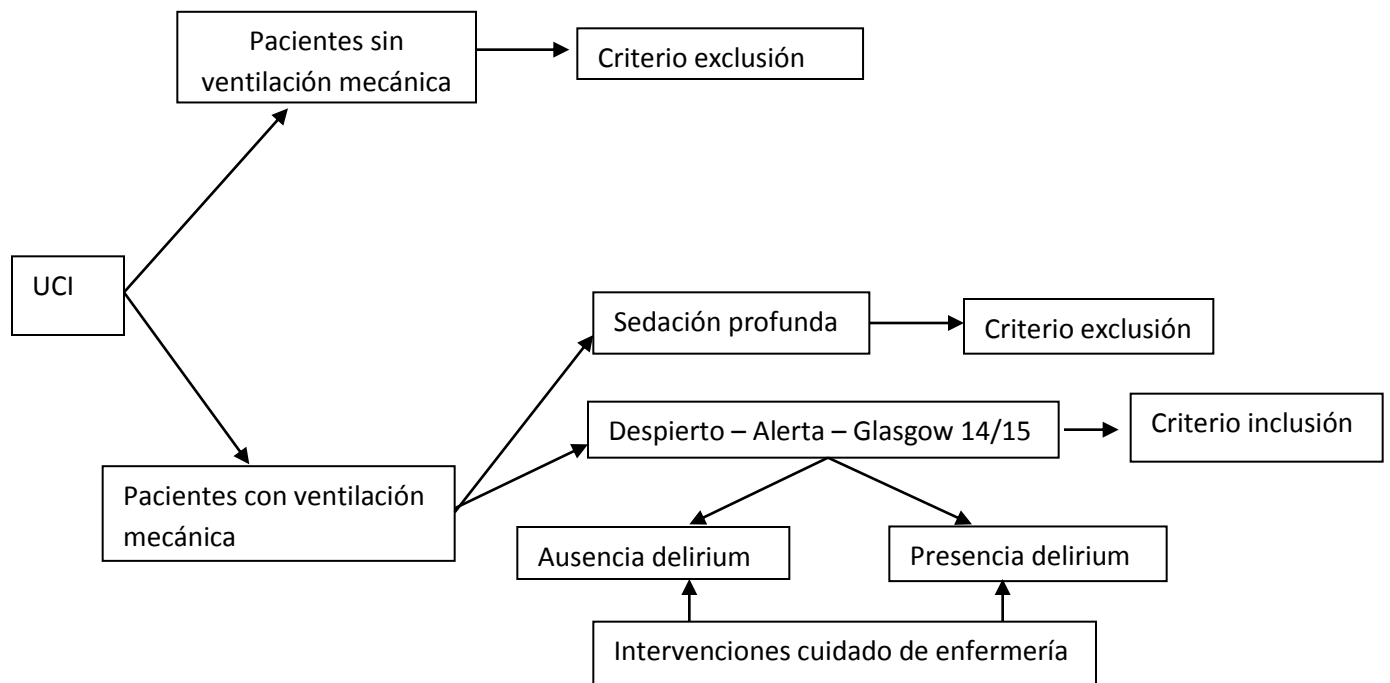 Pacientes sin
ventilación mecánica
Criterio exclusión
UCI
Sedación profunda
Criterio exclusión
Despierto – Alerta – Glasgow 14/15
Criterio inclusión
Pacientes con ventilación
mecánica
Ausencia delirium
Presencia delirium
Intervenciones cuidado de enfermería